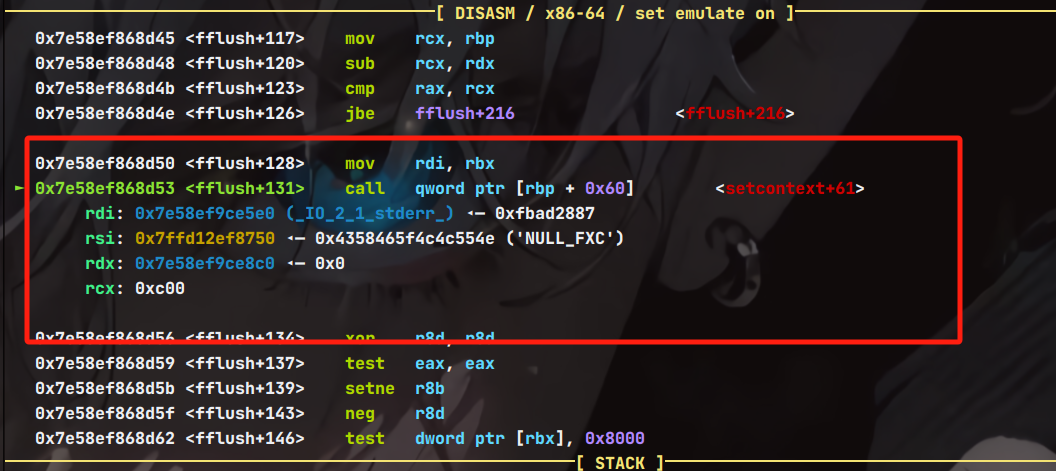 [ DISASM / x86-64 / set emulate on ]
0x7e58ef868d45 <fflush+117> mov rcx, rbp
0x7e58ef868d48 <fflush+120> sub rcx, rdx
0x7e58ef868d4b <fflush+123> cmp rax, rcx
0x7e58ef868d4e <fflush+126> jbe fflush+216 <fflush+216>
0x7e58ef868d50 <fflush+128> mov rdi, rbx
► 0x7e58ef868d53 <fflush+131> call qword ptr [rbp + 0x60] <setcontext+61>
rdi: 0x7e58ef9ce5e0 (_IO_2_1_stderr_) ◂— 0xfbad2887
rsi: 0x7ffd12ef8750 ◂— 0x4358465f4c4c554e ('NULL_FXC')
rdx: 0x7e58ef9ce8c0 ◂— 0x0
rcx: 0xc00
0x7e58ef868d56 <fflush+134> xor r8d, r8d
0x7e58ef868d59 <fflush+137> test eax, eax
0x7e58ef868d5b <fflush+139> setne r8b
0x7e58ef868d5f <fflush+143> neg r8d
0x7e58ef868d62 <fflush+146> test dword ptr [rbx], 0x8000
[ STACK ]